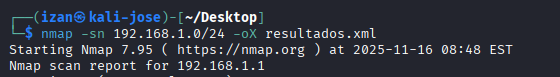 ┌──(izan㉿kali-jose)-[~/Desktop]
└─$ nmap -sn 192.168.1.0/24 -oX resultados.xml
Starting Nmap 7.95 ( https://nmap.org ) at 2025-11-16 08:48 EST
Nmap scan report for 192.168.1.1